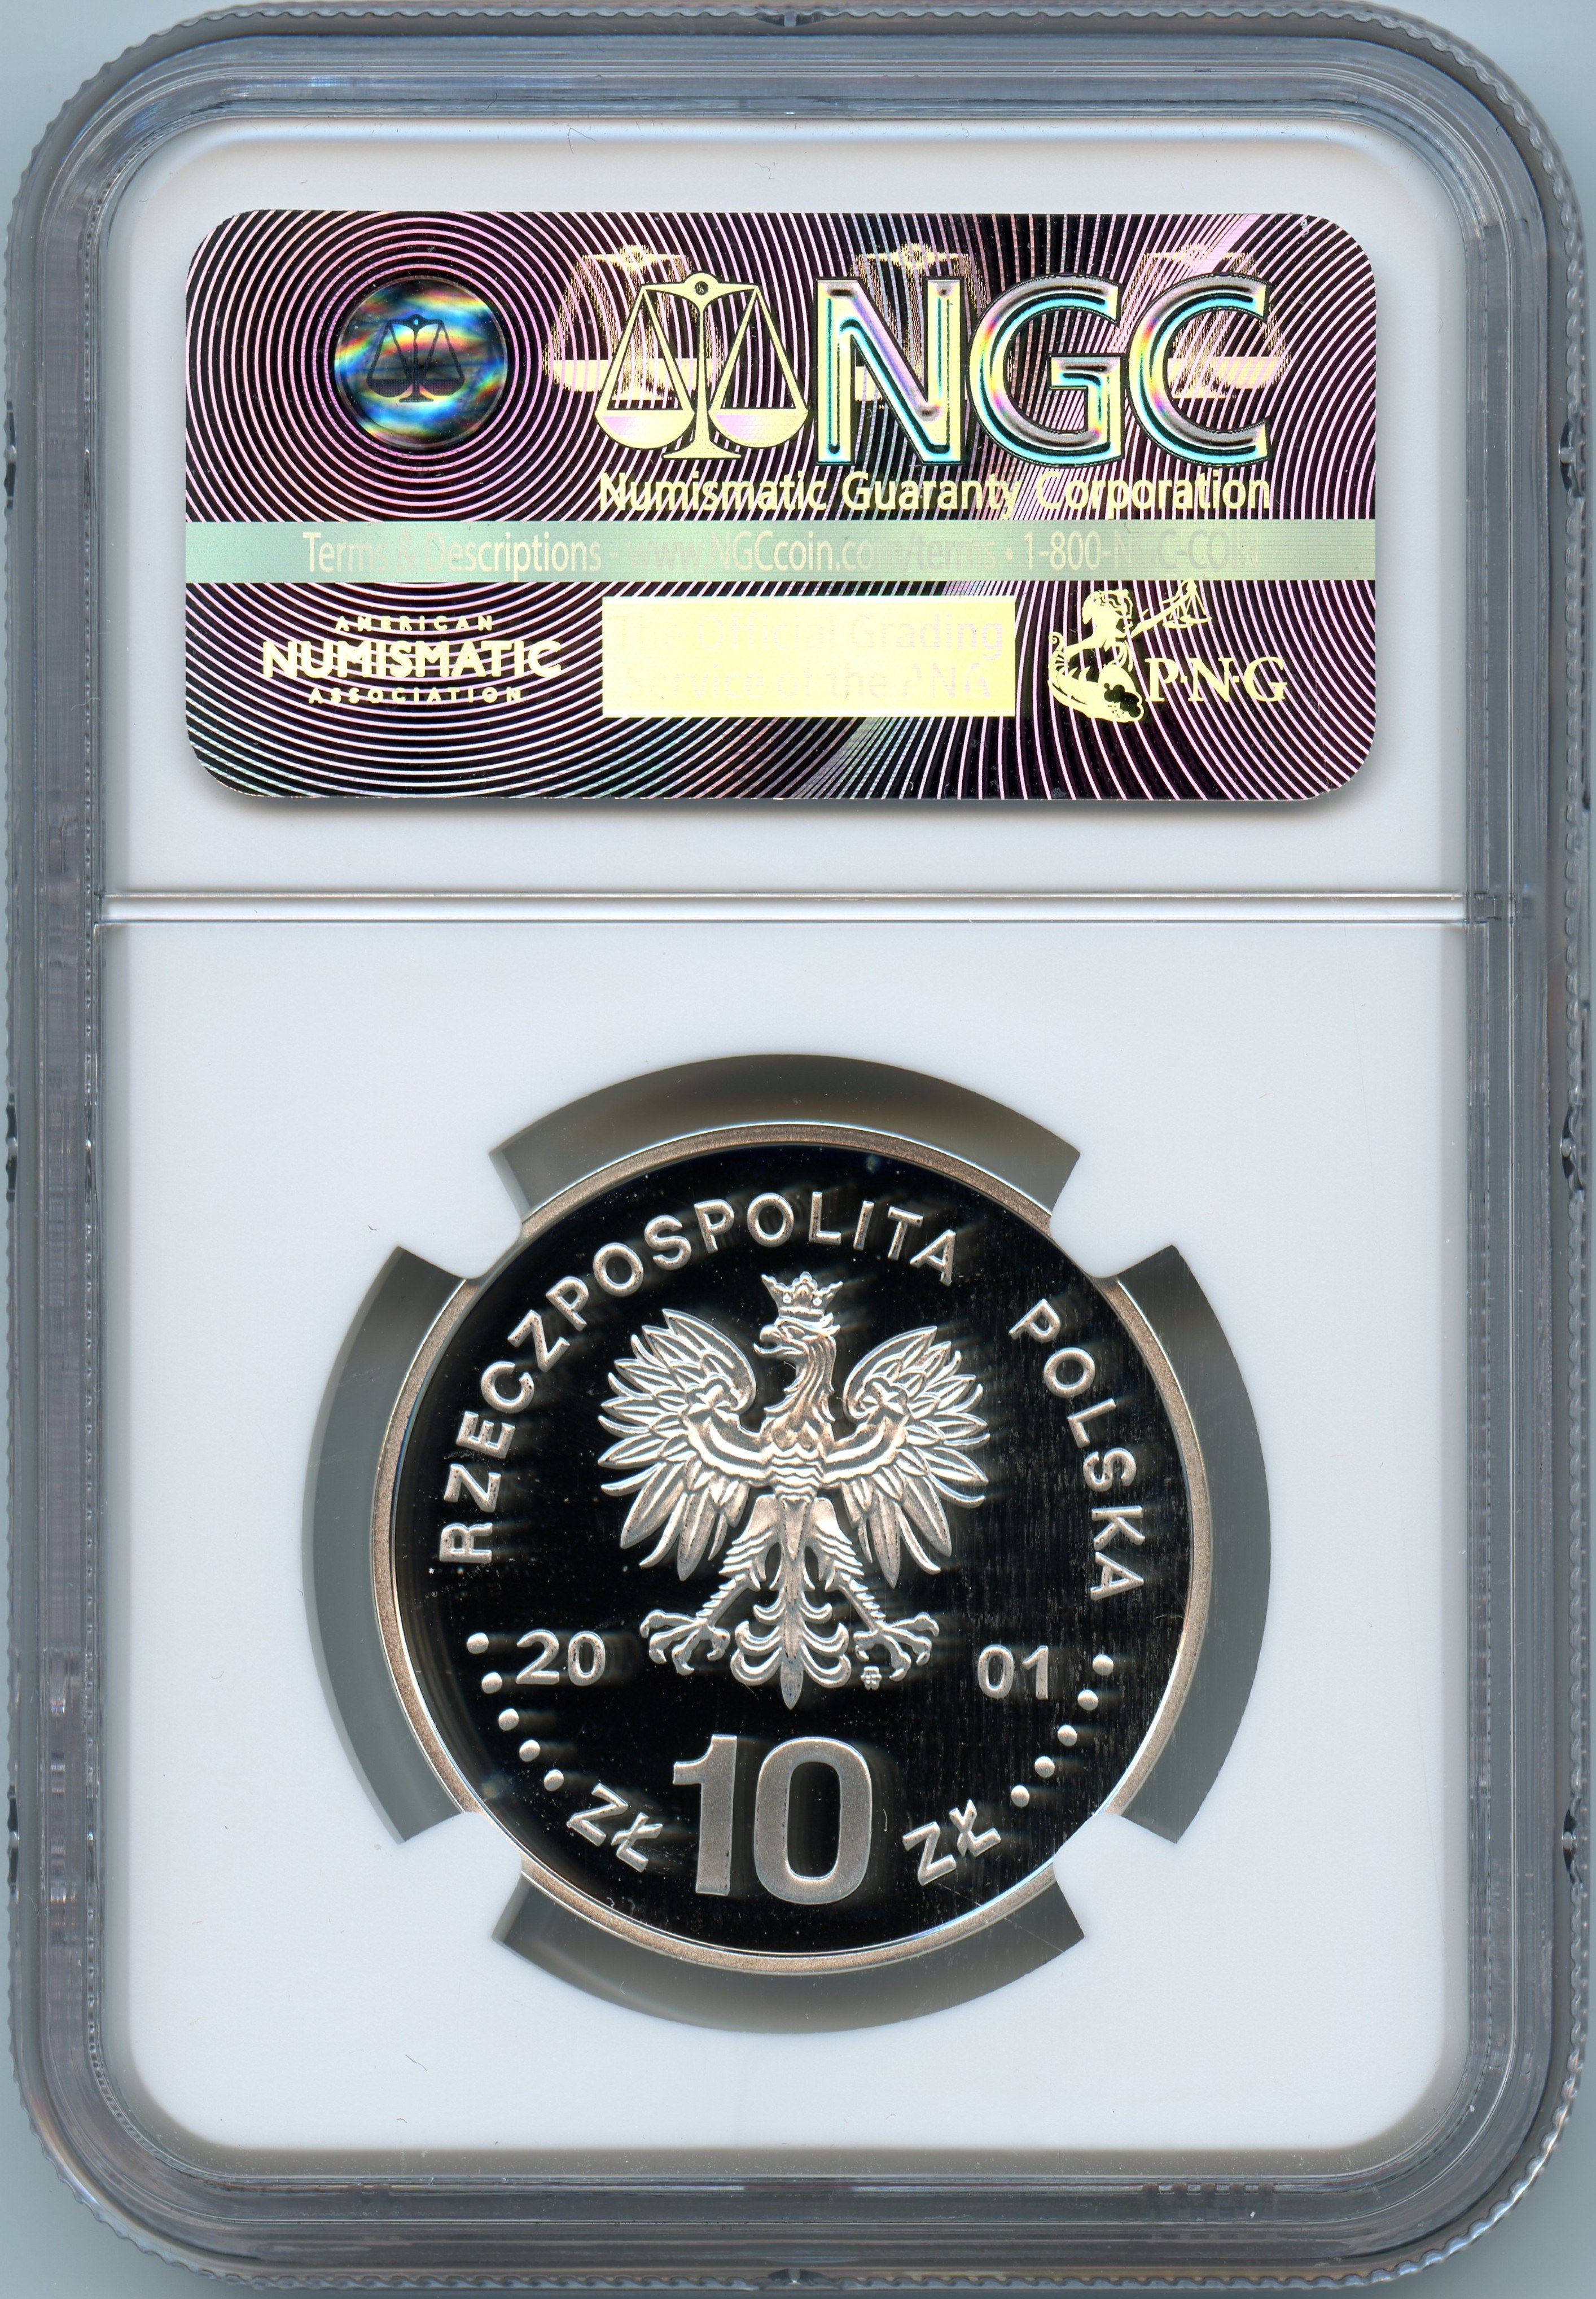 NGC
Numismatic Guaranty Corporation
Terms & Descriptions - www.NGCcoin.com/terms • 1-800-NGC-COIN
AMERICAN
NUMISMATIC
ASSOCIATION
The Official Grading
Service of the PNG
P·N·G
RZECZPOSPOLITA POLSKA
20 01
ZŁ 10 ZŁ